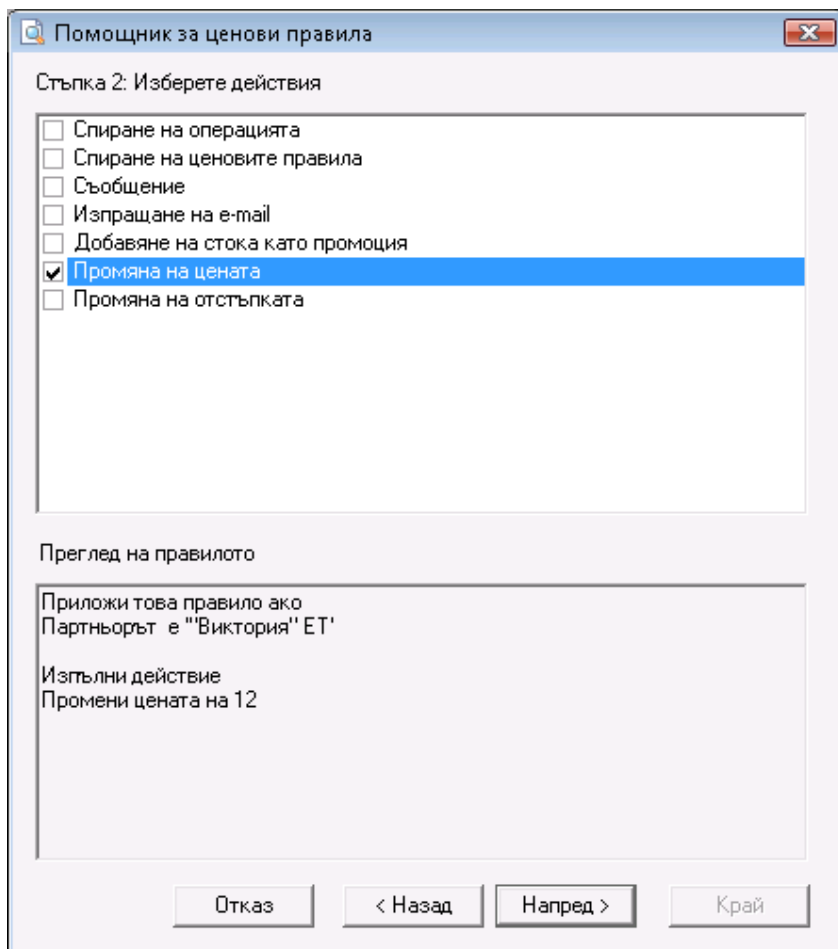 Помощник за ценови правила
Стъпка 2: Изберете действия
Спиране на операцията
Спиране на ценовите правила
Съобщение
Изпращане на e-mail
Добавяне на стока като промоция
Промяна на цената
Промяна на отстъпката
Преглед на правилото
Приложи това правило ако
Партньорът  е "'Виктория" ЕТ'
Изпълни действие
Промени цената на 12
Отказ
< Назад
Напред >
Край